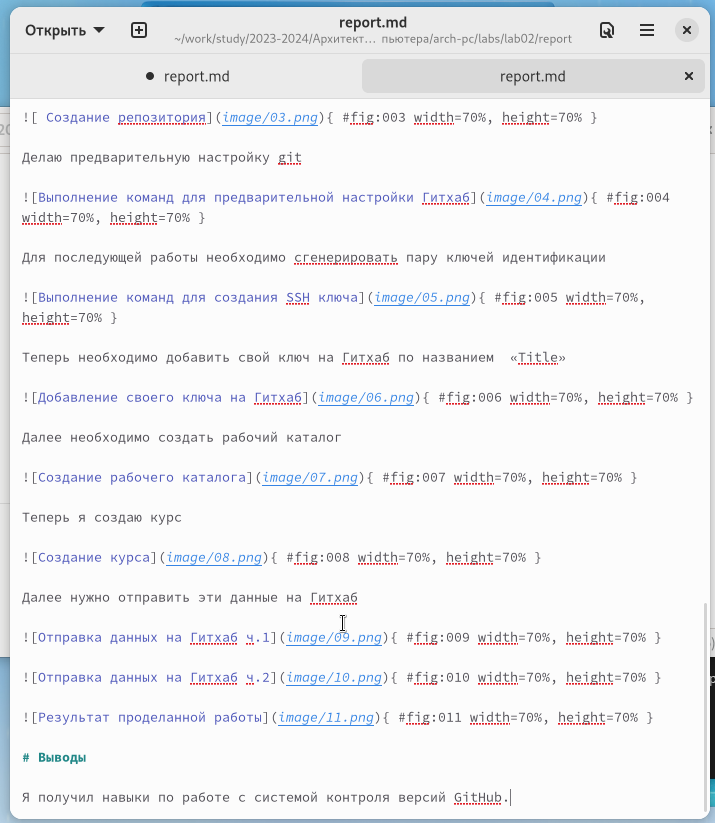 Открыть
report.md
~/work/study/2023-2024/Архитект… пьютера/arch-pc/labs/lab02/report
● report.md
report.md
![ Создание репозитория](image/03.png){ #fig:003 width=70%, height=70% }
Делаю предварительную настройку git
![Выполнение команд для предварительной настройки Гитхаб](image/04.png){ #fig:004
width=70%, height=70% }
Для последующей работы необходимо сгенерировать пару ключей идентификации
![Выполнение команд для создания SSH ключа](image/05.png){ #fig:005 width=70%,
height=70% }
Теперь необходимо добавить свой ключ на Гитхаб по названием  «Title»
![Добавление своего ключа на Гитхаб](image/06.png){ #fig:006 width=70%, height=70% }
Далее необходимо создать рабочий каталог
![Создание рабочего каталога](image/07.png){ #fig:007 width=70%, height=70% }
Теперь я создаю курс
![Создание курса](image/08.png){ #fig:008 width=70%, height=70% }
Далее нужно отправить эти данные на Гитхаб
![Отправка данных на Гитхаб ч.1](image/09.png){ #fig:009 width=70%, height=70% }
![Отправка данных на Гитхаб ч.2](image/10.png){ #fig:010 width=70%, height=70% }
![Результат проделанной работы](image/11.png){ #fig:011 width=70%, height=70% }
# Выводы
Я получил навыки по работе с системой контроля версий GitHub.